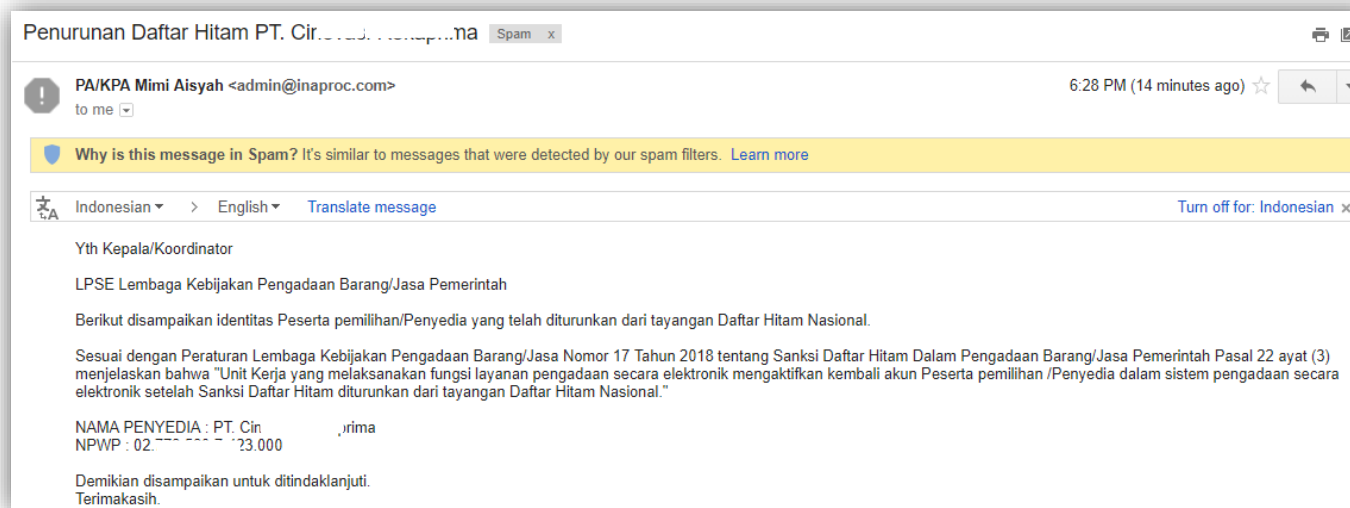 Penurunan Daftar Hitam PT. Spam x
PA/KPA Mimi Aisyah <admin@inaproc.com>
6:28 PM (14 minutes ago)
to me
Why is this message in Spam? It's similar to messages that were detected by our spam filters. Learn more
Indonesian > English Translate message Turn off for: Indonesian x
Yth Kepala/Koordinator
LPSE Lembaga Kebijakan Pengadaan Barang/Jasa Pemerintah
Berikut disampaikan identitas Peserta pemilihan/Penyedia yang telah diturunkan dari tayangan Daftar Hitam Nasional.
Sesuai dengan Peraturan Lembaga Kebijakan Pengadaan Barang/Jasa Nomor 17 Tahun 2018 tentang Sanksi Daftar Hitam Dalam Pengadaan Barang/Jasa Pemerintah Pasal 22 ayat (3)
menjelaskan bahwa "Unit Kerja yang melaksanakan fungsi layanan pengadaan secara elektronik mengaktifkan kembali akun Peserta pemilihan /Penyedia dalam sistem pengadaan secara
elektronik setelah Sanksi Daftar Hitam diturunkan dari tayangan Daftar Hitam Nasional."
NAMA PENYEDIA : PT. Cin rima
NPWP : 02. 23.000
Demikian disampaikan untuk ditindaklanjuti.
Terimakasih.